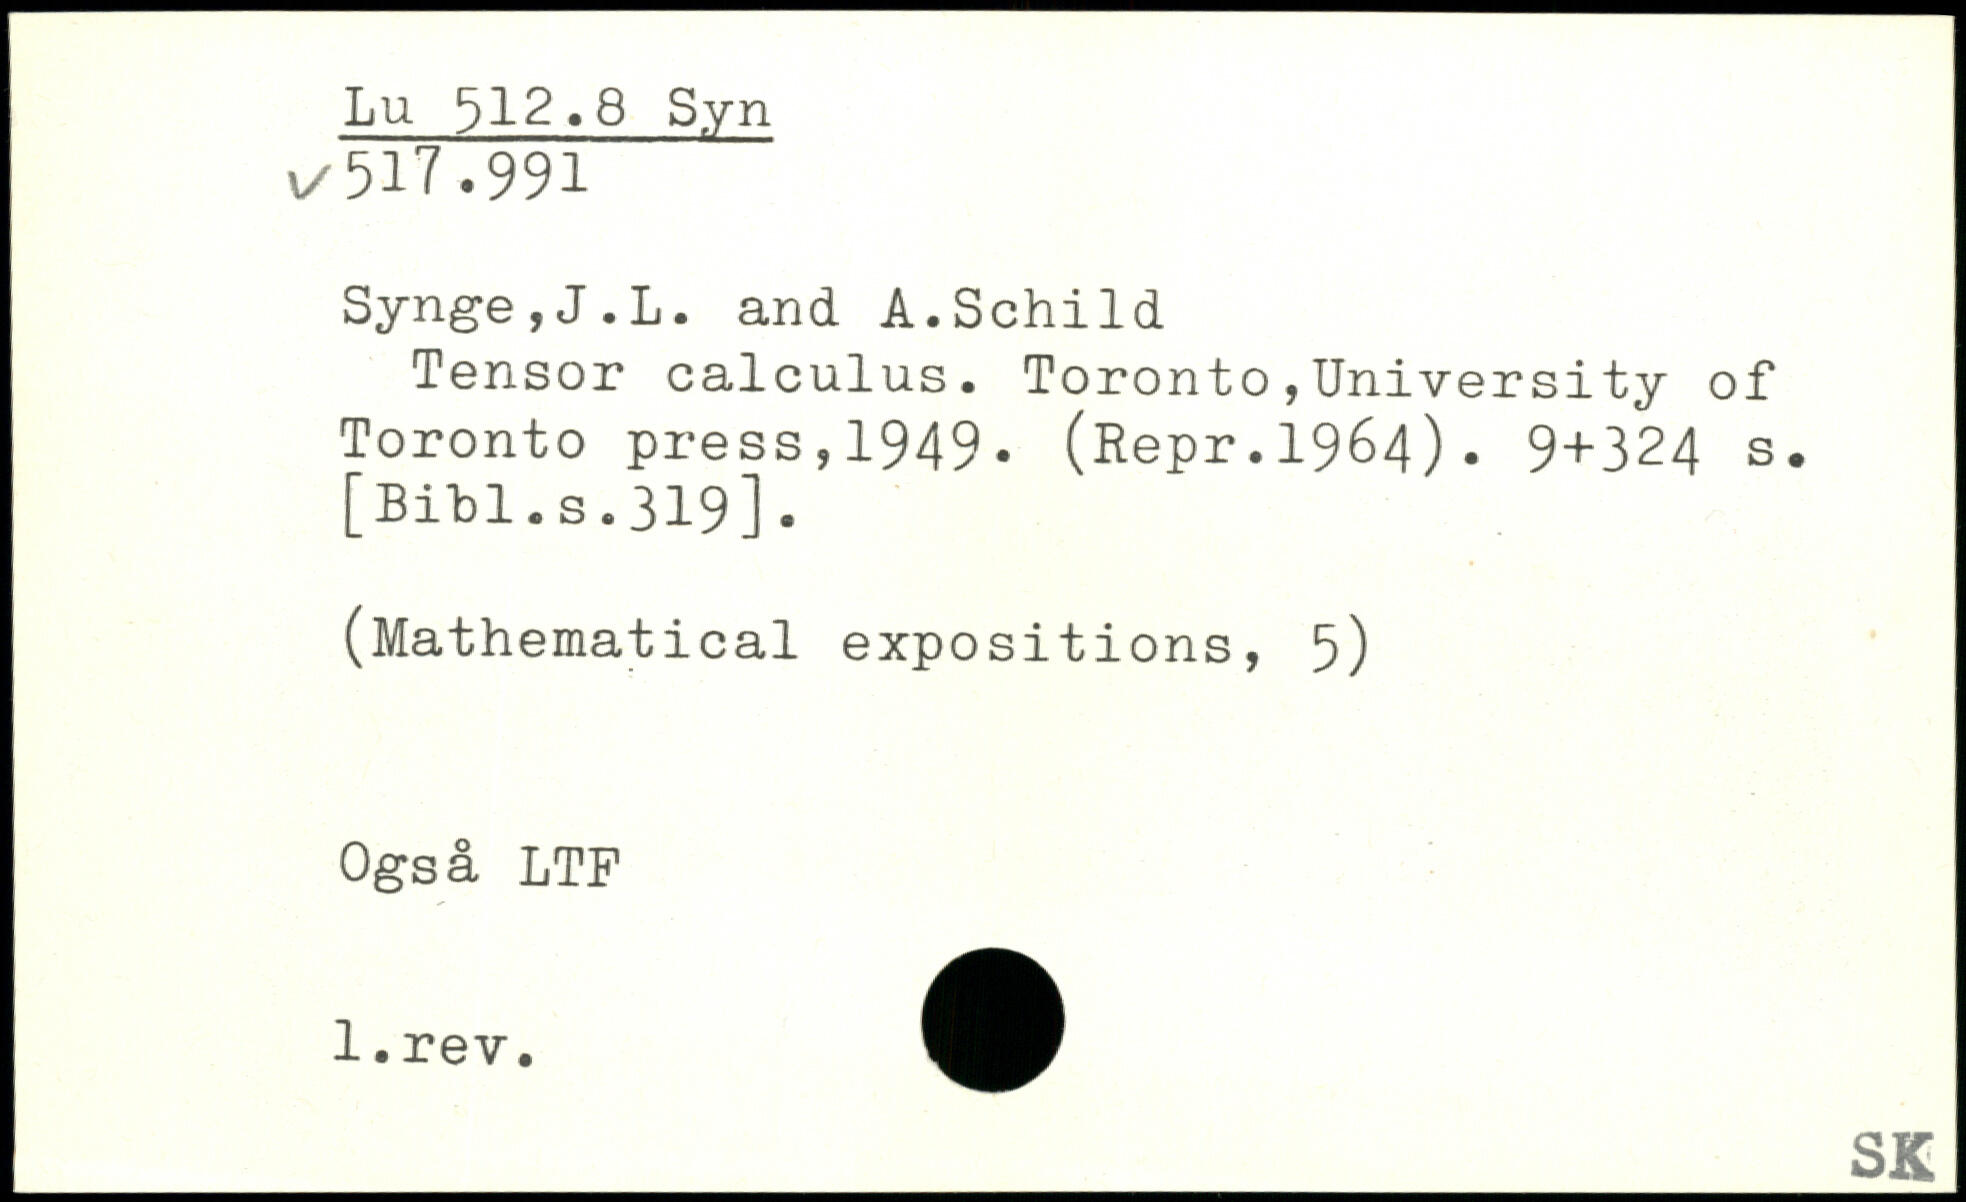 Lu 512.8 Syn
✓517.991
Synge,J.L. and A.Schild
Tensor calculus. Toronto,University of
Toronto press,1949. (Repr.1964). 9+324 s.
[Bibl.s.319].
(Mathematical expositions, 5)
Også LTF
1.rev.
SK